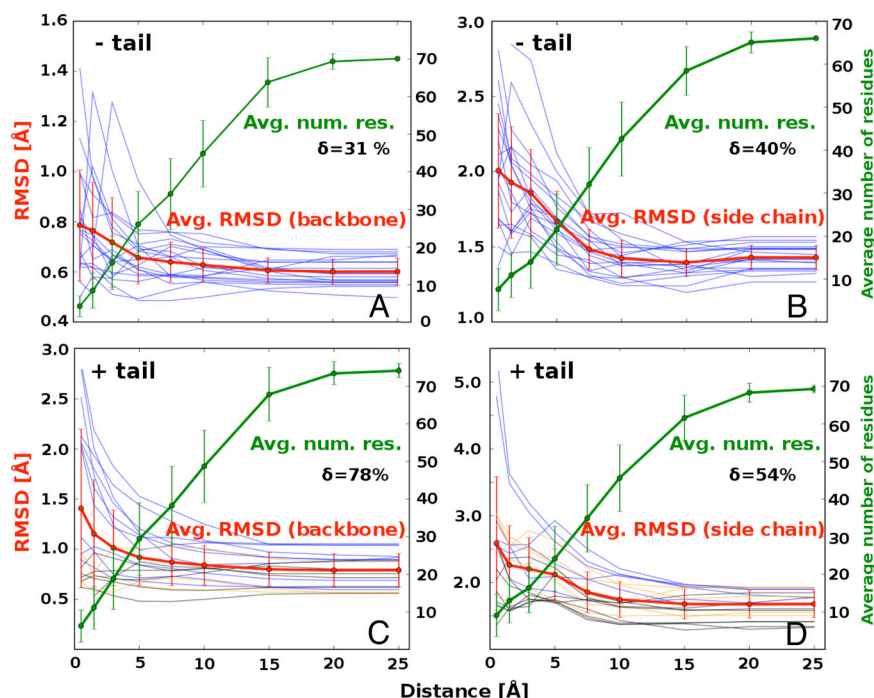 - tail
Avg. num. res.
δ=31 %
Avg. RMSD (backbone)
A
RMSD [Å]
1.6
1.4
1.2
1.0
0.8
0.6
0.4
70
60
50
40
30
20
10
0
- tail
Avg. num. res.
δ=40%
Avg. RMSD (side chain)
B
3.0
2.5
2.0
1.5
1.0
70
60
50
40
30
20
10
Average number of residues
+ tail
Avg. num. res.
δ=78%
Avg. RMSD (backbone)
C
RMSD [Å]
3.0
2.5
2.0
1.5
1.0
0.5
70
60
50
40
30
20
10
0 5 10 15 20 25
+ tail
Avg. num. res.
δ=54%
Avg. RMSD (side chain)
D
5.0
4.0
3.0
2.0
70
60
50
40
30
20
10
0 5 10 15 20 25
Average number of residues
Distance [Å]